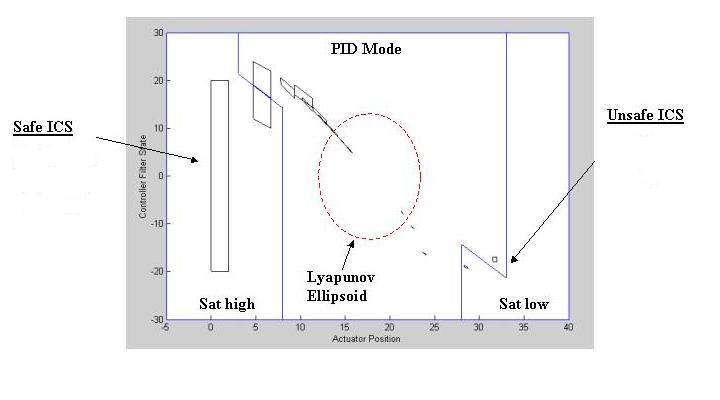 PID Mode
Safe ICS
Unsafe ICS
Lyapunov
Ellipsoid
Sat high
Sat low
Controller Filter State
30
20
10
0
-10
-20
-30
-5
0
5
10
15
20
25
30
35
40
Actuator Position